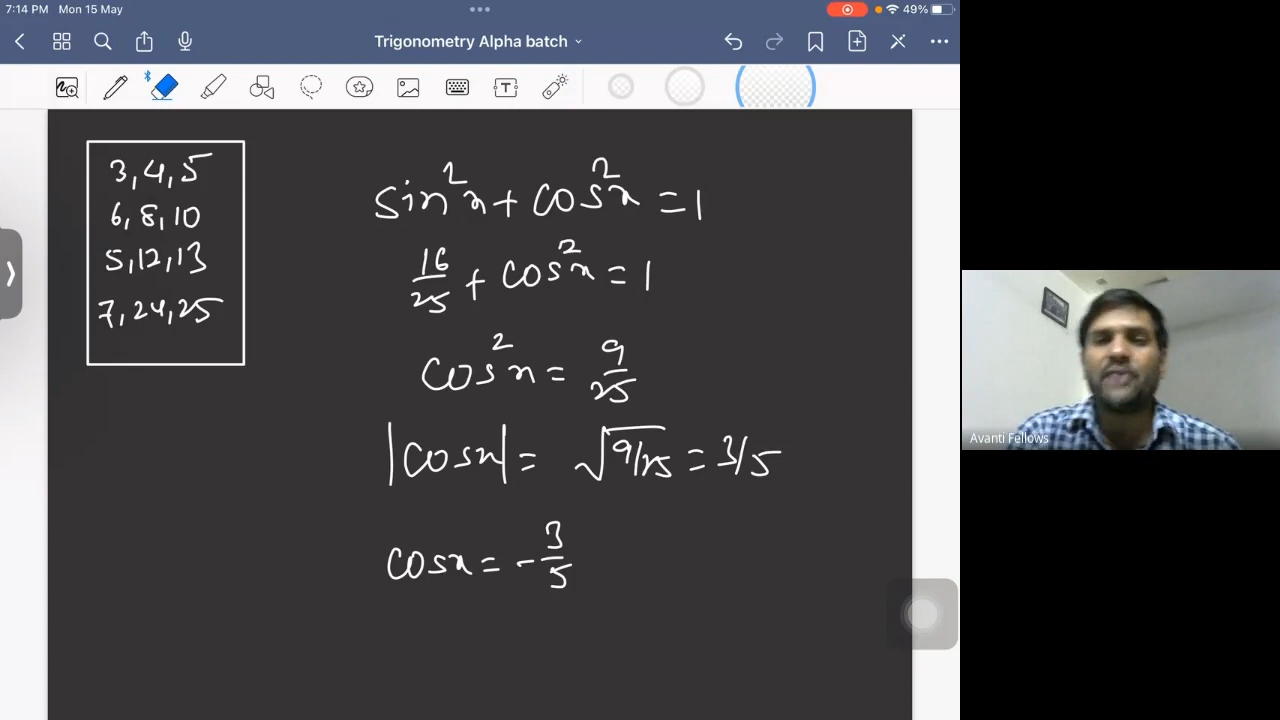 7:14 PM Mon 15 May
49%
Trigonometry Alpha batch
T
3,4,5
6,8,10
5,12,13
7,24,25
sin²x + cos²x = 1
16/25 + cos²x = 1
cos²x = 9/25
|cosx| = √9/25 = 3/5
cosx = -3/5
Avanti Fellows